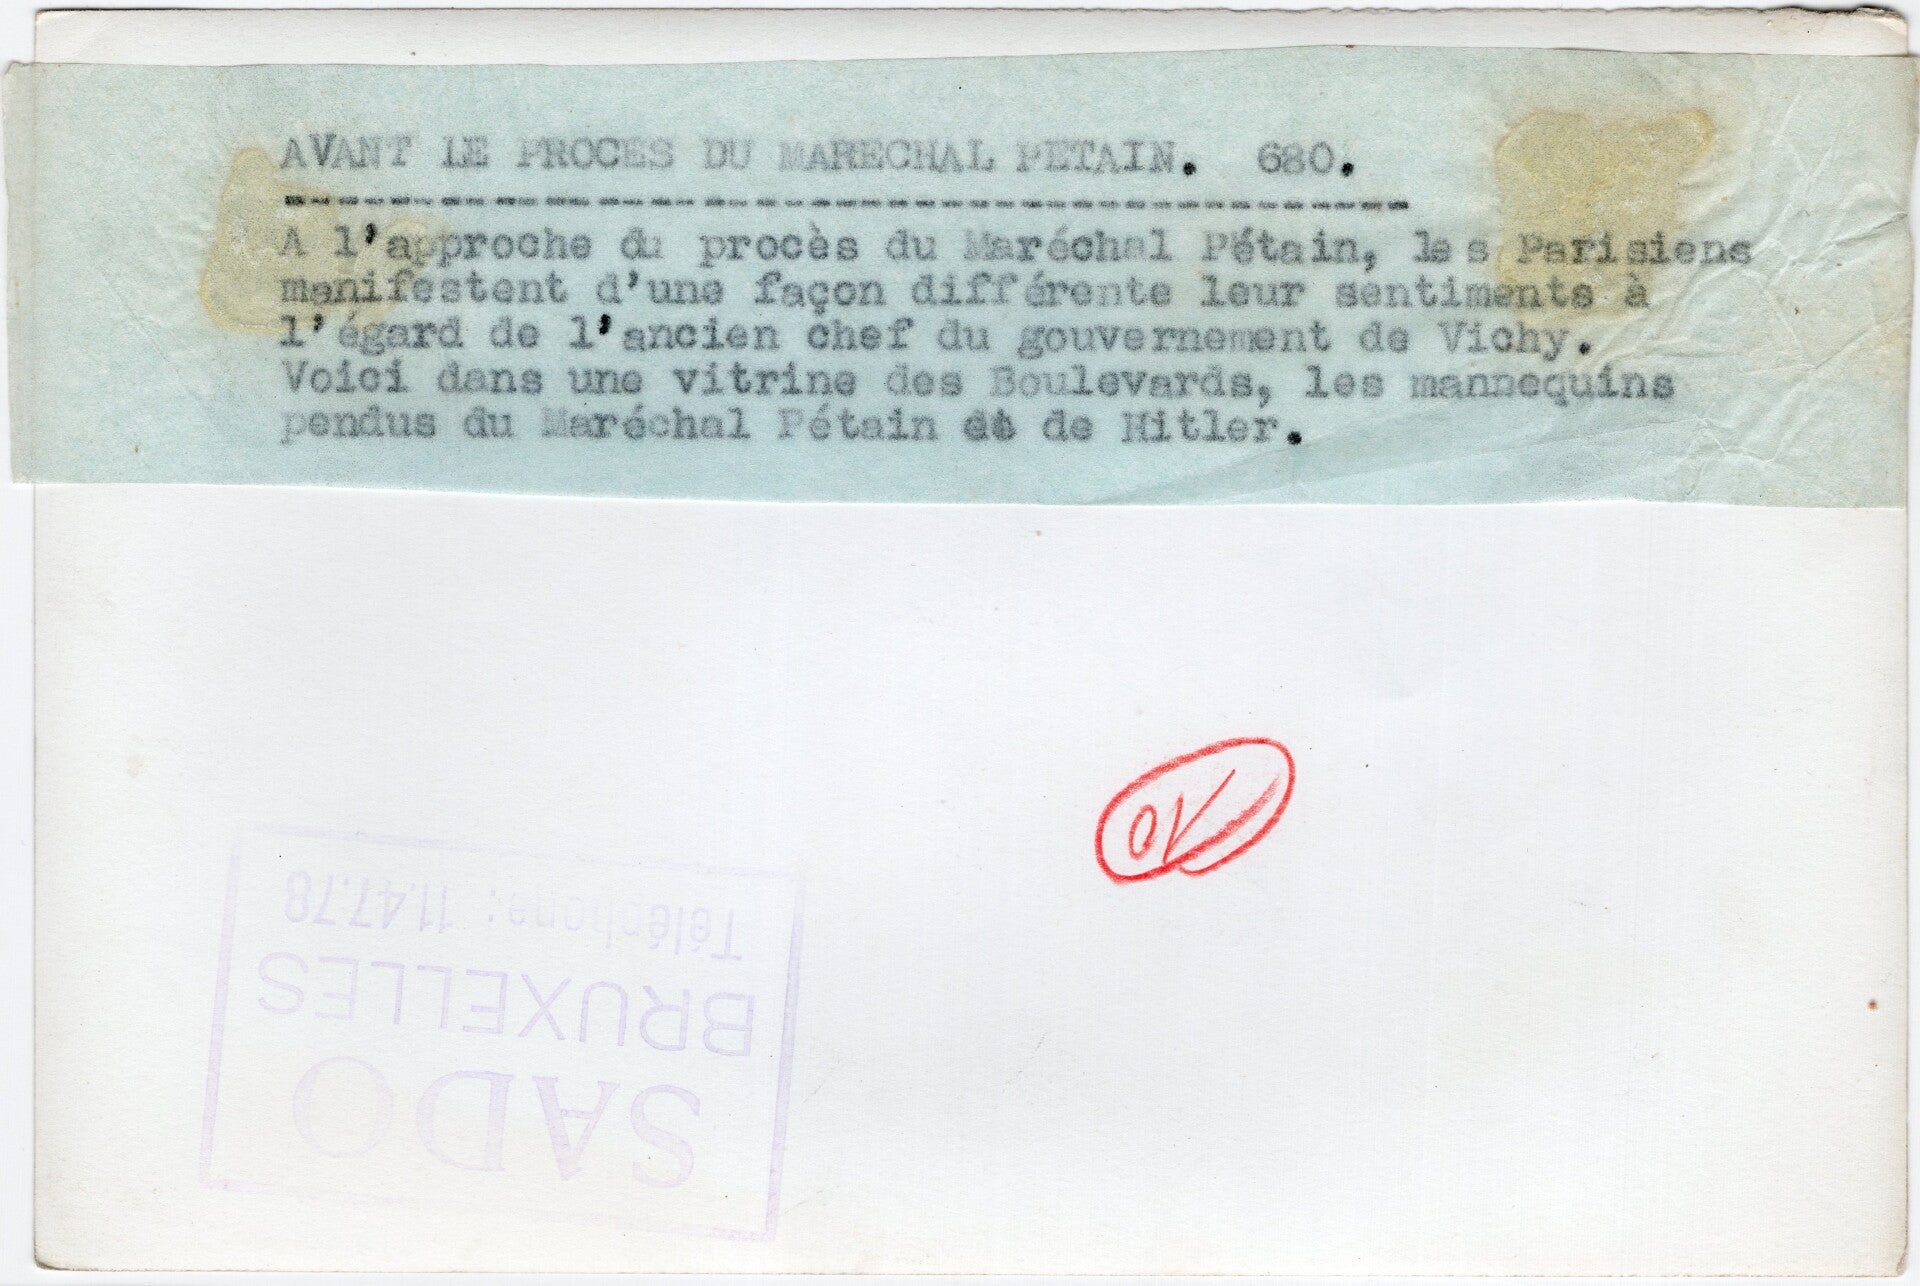 AVANT LE PROCES DU MARECHAL PETAIN. 680.
A l'approche du procès du Maréchal Pétain, les Parisiens
manifestent d'une façon différente leur sentiments à
l'égard de l'ancien chef du gouvernement de Vichy.
Voici dans une vitrine des Boulevards, les mannequins
pendus du Maréchal Pétain et de Hitler.
SADO
BRUXELLES
Téléphone: 11.47.78